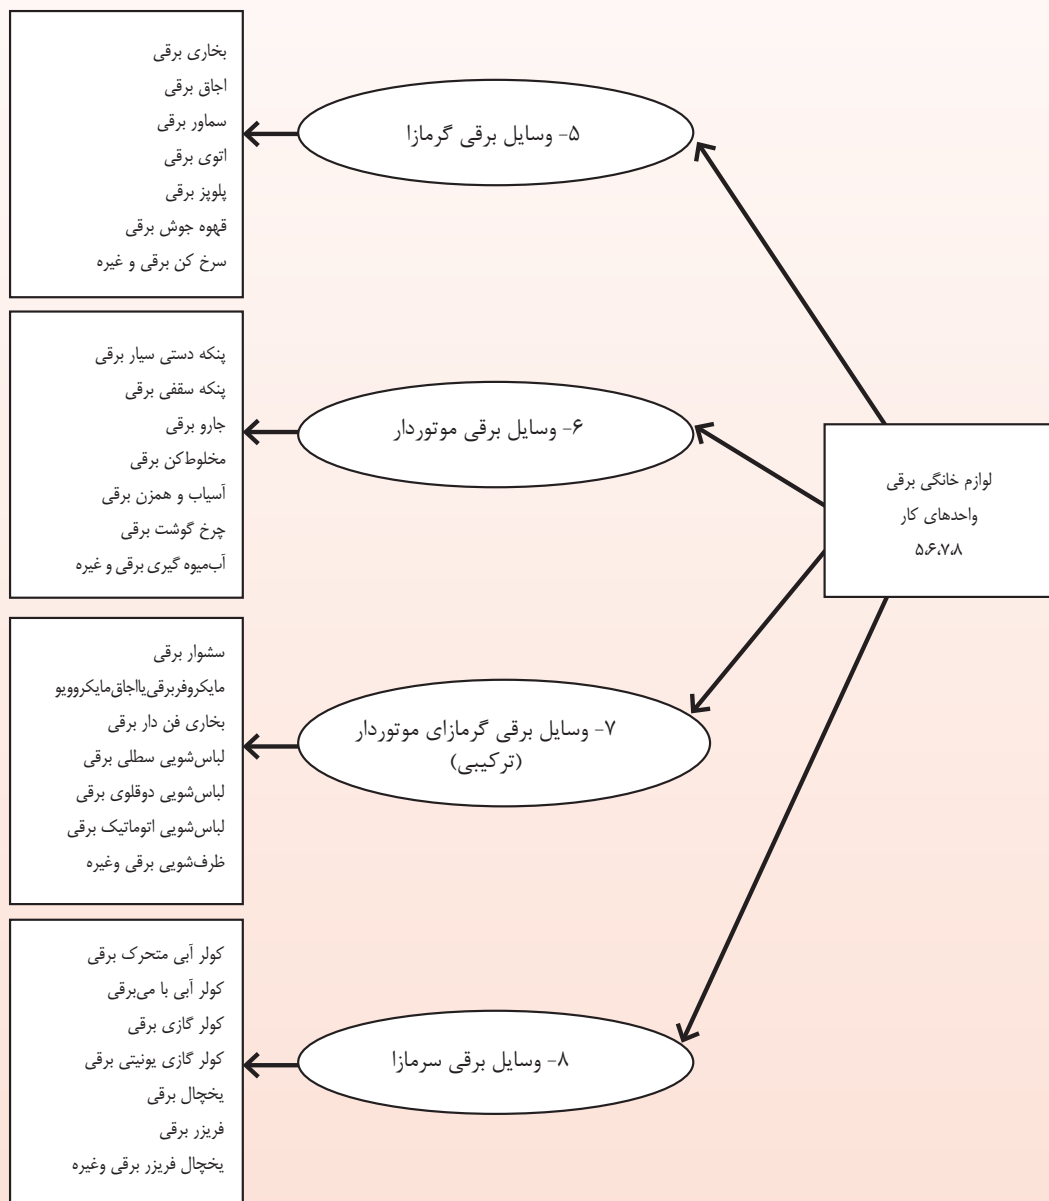 لوازم خانگی برقی
واحدهای کار
۵،۶،۷،۸
۵- وسایل برقی گرمازا
بخاری برقی
اجاق برقی
سماور برقی
اتوی برقی
پلوپز برقی
قهوه جوش برقی
سرخ کن برقی و غیره
۶- وسایل برقی موتوردار
پنکه دستی سیار برقی
پنکه سقفی برقی
جارو برقی
مخلوط‌کن برقی
آسیاب و همزن برقی
چرخ گوشت برقی
آب‌میوه گیری برقی و غیره
۷- وسایل برقی گرمازای موتوردار
(ترکیبی)
سشوار برقی
مایکروفربرقی‌یااجاق‌مایکروویو
بخاری فن دار برقی
لباس‌شویی سطلی برقی
لباس‌شویی دوقلوی برقی
لباس‌شویی اتوماتیک برقی
ظرف‌شویی برقی وغیره
۸- وسایل برقی سرمازا
کولر آبی متحرک برقی
کولر آبی با می‌برقی
کولر گازی برقی
کولر گازی یونیتی برقی
یخچال برقی
فریزر برقی
یخچال فریزر برقی وغیره